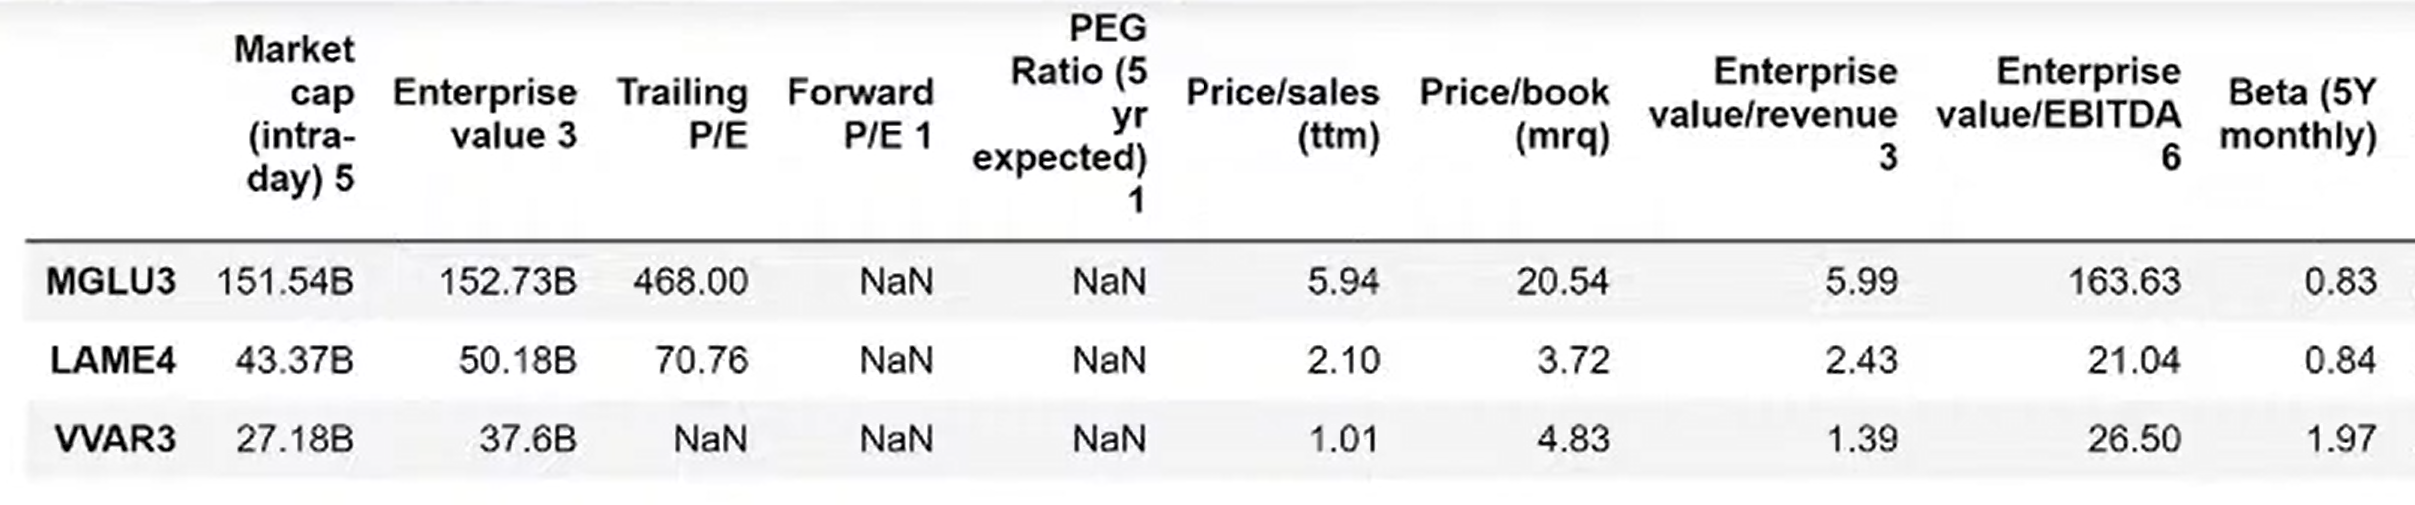 Market cap (intra-day) 5 Enterprise value 3 Trailing P/E Forward P/E 1 PEG Ratio (5 yr expected) 1 Price/sales (ttm) Price/book (mrq) Enterprise value/revenue 3 Enterprise value/EBITDA 6 Beta (5Y monthly)
MGLU3 151.54B 152.73B 468.00 NaN NaN 5.94 20.54 5.99 163.63 0.83
LAME4 43.37B 50.18B 70.76 NaN NaN 2.10 3.72 2.43 21.04 0.84
VVAR3 27.18B 37.6B NaN NaN NaN 1.01 4.83 1.39 26.50 1.97